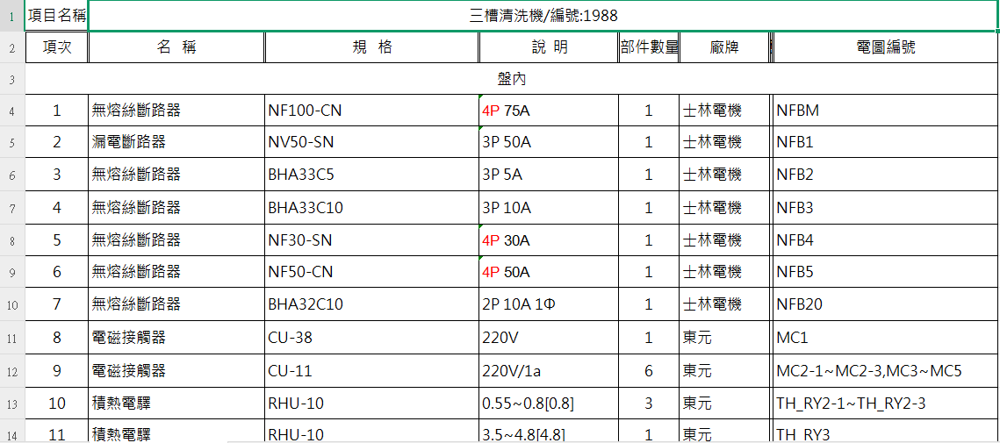 1 項目名稱 三槽清洗機/編號:1988
2 項次 名 稱 規 格 說 明 部件數量 廠牌 電圖編號
3 盤內
4 1 無熔絲斷路器 NF100-CN 4P 75A 1 士林電機 NFBM
5 2 漏電斷路器 NV50-SN 3P 50A 1 士林電機 NFB1
6 3 無熔絲斷路器 BHA33C5 3P 5A 1 士林電機 NFB2
7 4 無熔絲斷路器 BHA33C10 3P 10A 1 士林電機 NFB3
8 5 無熔絲斷路器 NF30-SN 4P 30A 1 士林電機 NFB4
9 6 無熔絲斷路器 NF50-CN 4P 50A 1 士林電機 NFB5
10 7 無熔絲斷路器 BHA32C10 2P 10A 1Φ 1 士林電機 NFB20
11 8 電磁接觸器 CU-38 220V 1 東元 MC1
12 9 電磁接觸器 CU-11 220V/1a 6 東元 MC2-1~MC2-3,MC3~MC5
13 10 積熱電驛 RHU-10 0.55~0.8[0.8] 3 東元 TH_RY2-1~TH_RY2-3
14 11 積熱電驛 RHU-10 3.5~4.8[4.8] 1 東元 TH_RY3